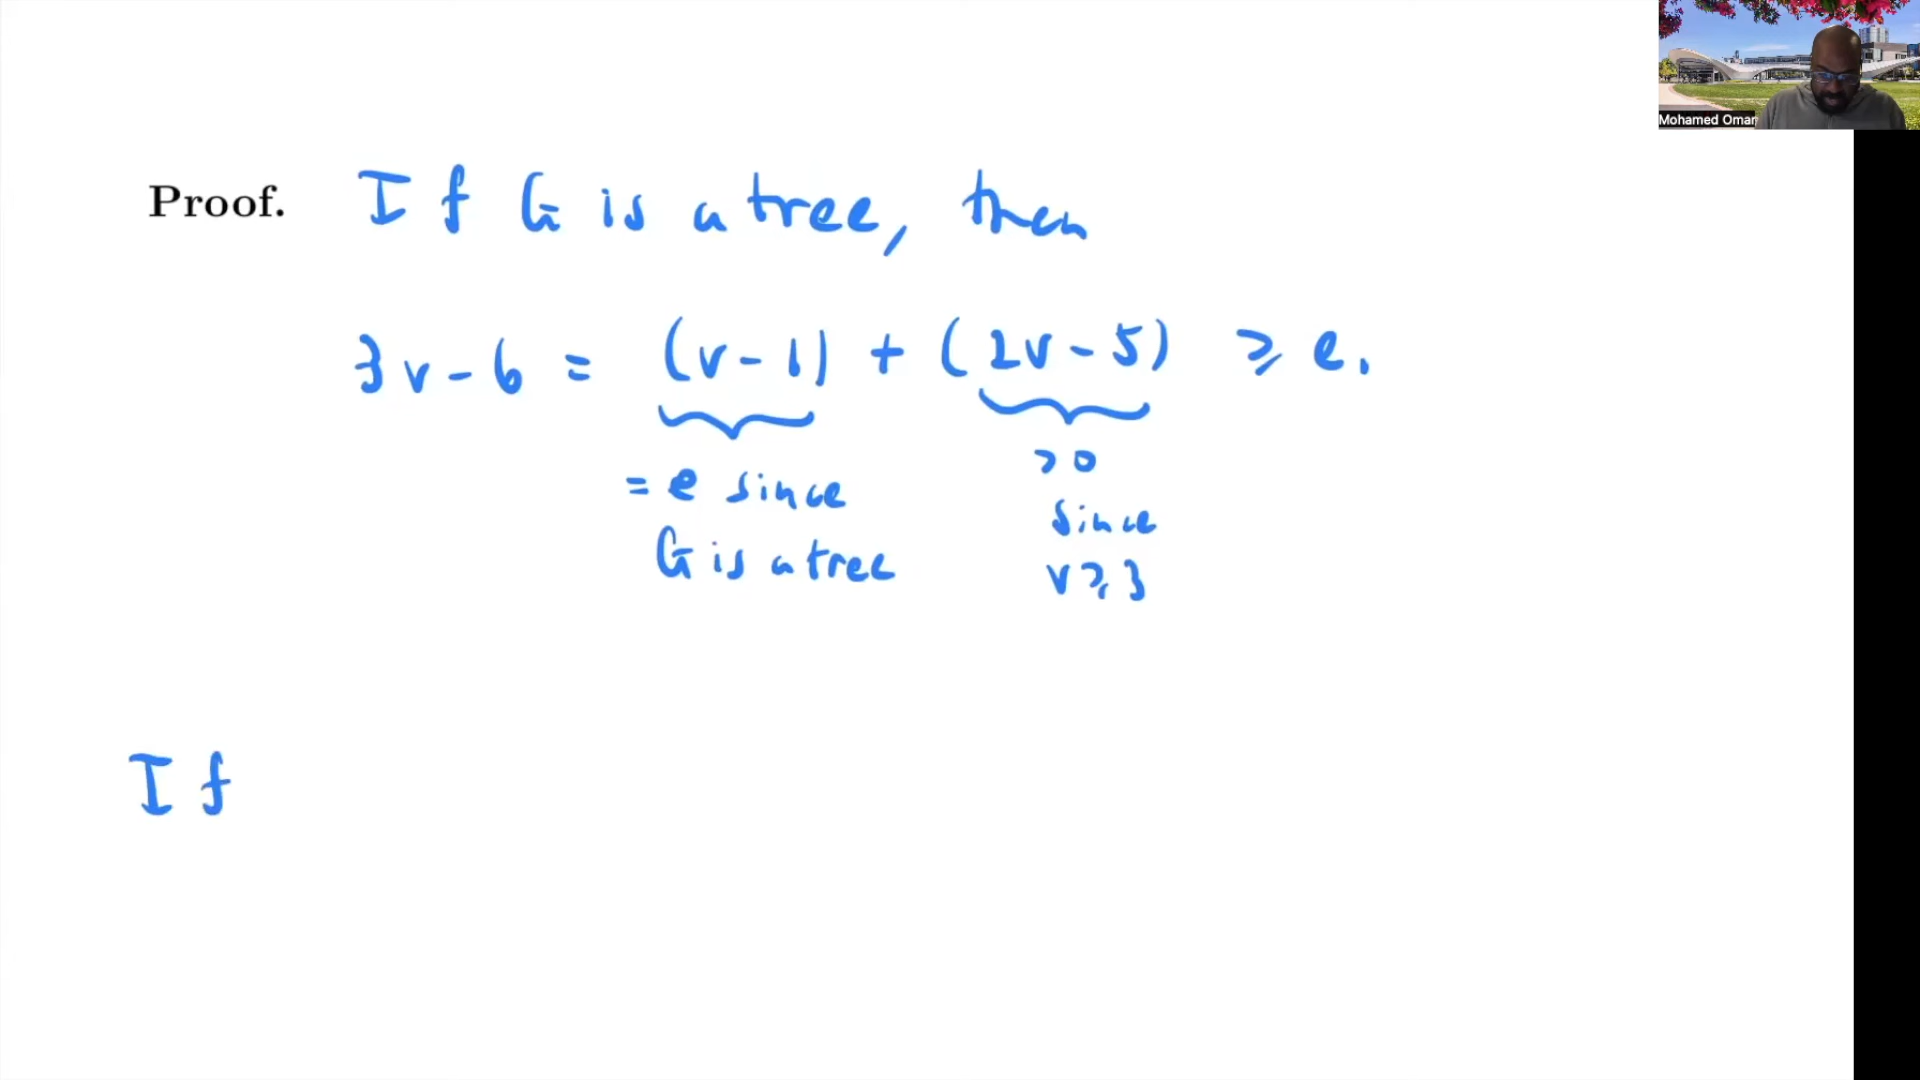 Mohamed Omar
Proof. If G is a tree, then
3v - 6 = (v - 1) + (2v - 5) ≥ e.
= e since
G is a tree
> 0
since
v ≥ 3
If